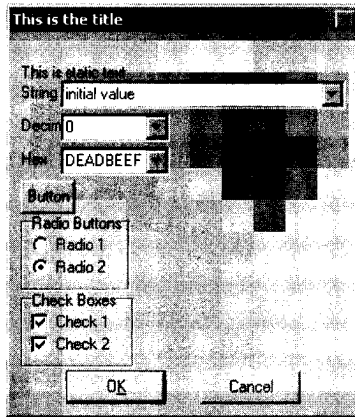 This is the title
This is static text
String initial value
Decim 0
Hex DEADBEEF
Button
Radio Buttons
Radio 1
Radio 2
Check Boxes
Check 1
Check 2
OK Cancel